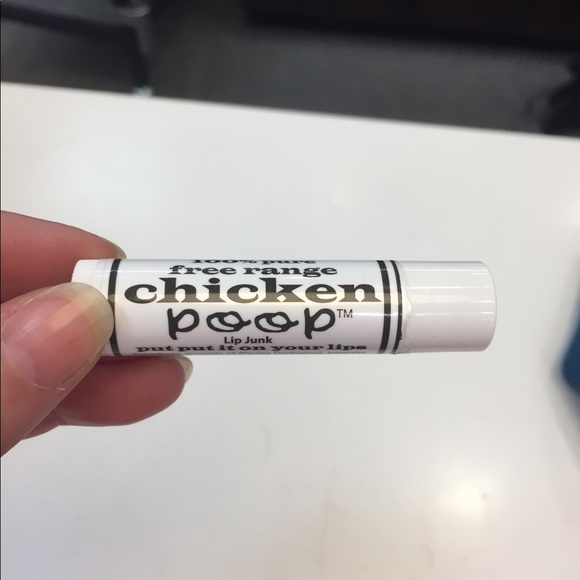 100% pure
free range
chicken
poop™
Lip Junk
put put it on your lips